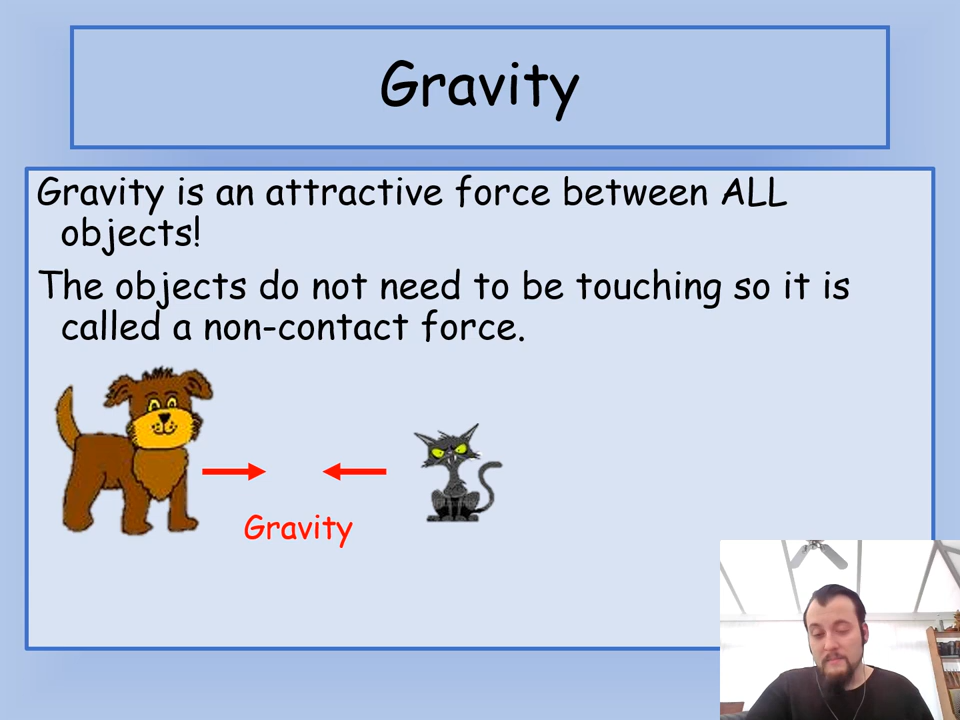 Gravity
Gravity is an attractive force between ALL
objects!
The objects do not need to be touching so it is
called a non-contact force.
Gravity